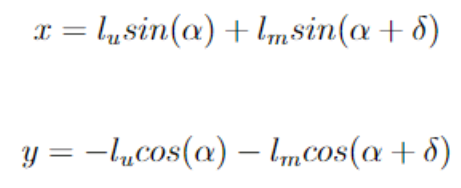 x = l_u sin(α) + l_m sin(α + δ)
y = −l_u cos(α) − l_m cos(α + δ)